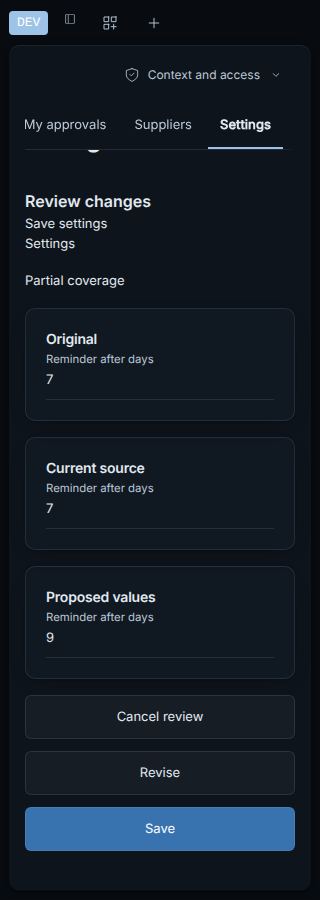 DEV
Context and access
My approvals Suppliers Settings
Review changes
Save settings
Settings
Partial coverage
Original
Reminder after days
7
Current source
Reminder after days
7
Proposed values
Reminder after days
9
Cancel review
Revise
Save